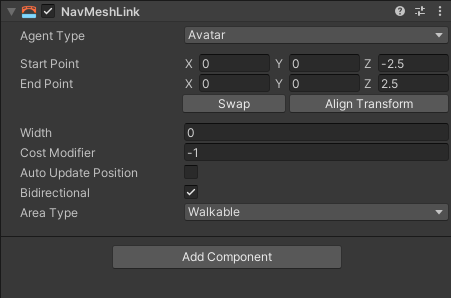 NavMeshLink
Agent Type Avatar
Start Point X 0 Y 0 Z -2.5
End Point X 0 Y 0 Z 2.5
Swap Align Transform
Width 0
Cost Modifier -1
Auto Update Position
Bidirectional
Area Type Walkable
Add Component